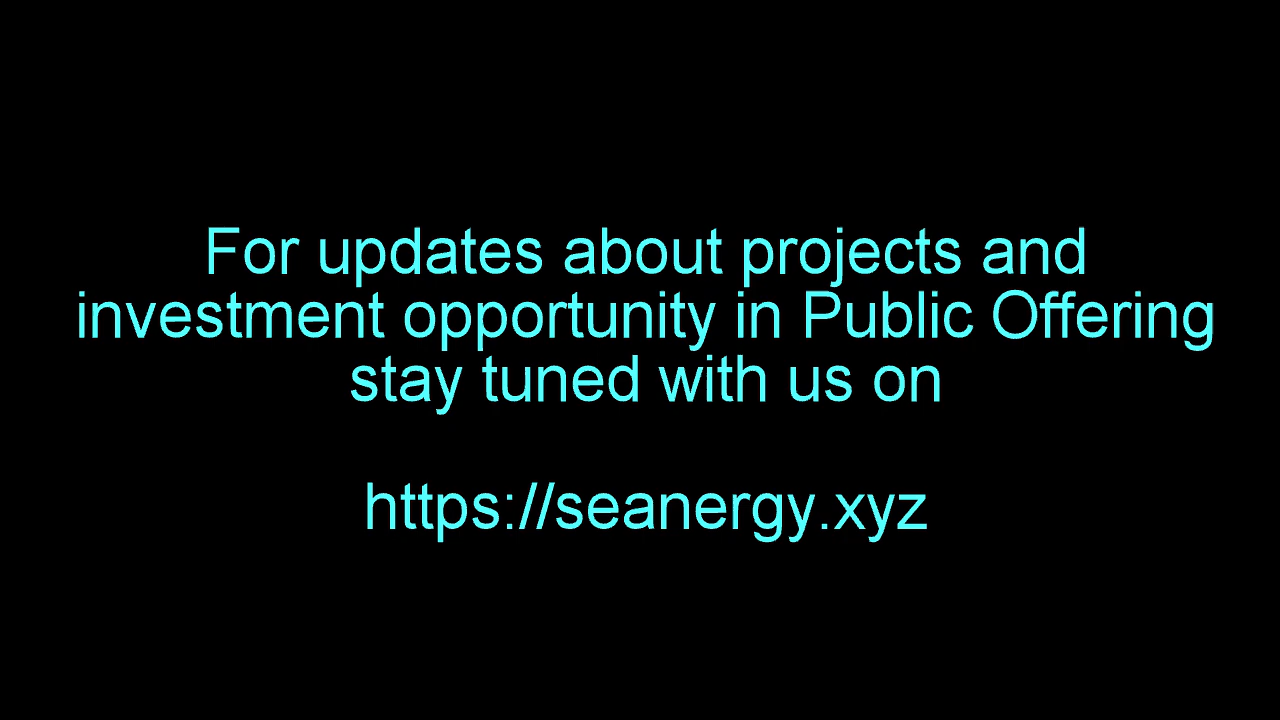 For updates about projects and
investment opportunity in Public Offering
stay tuned with us on
https://seanergy.xyz